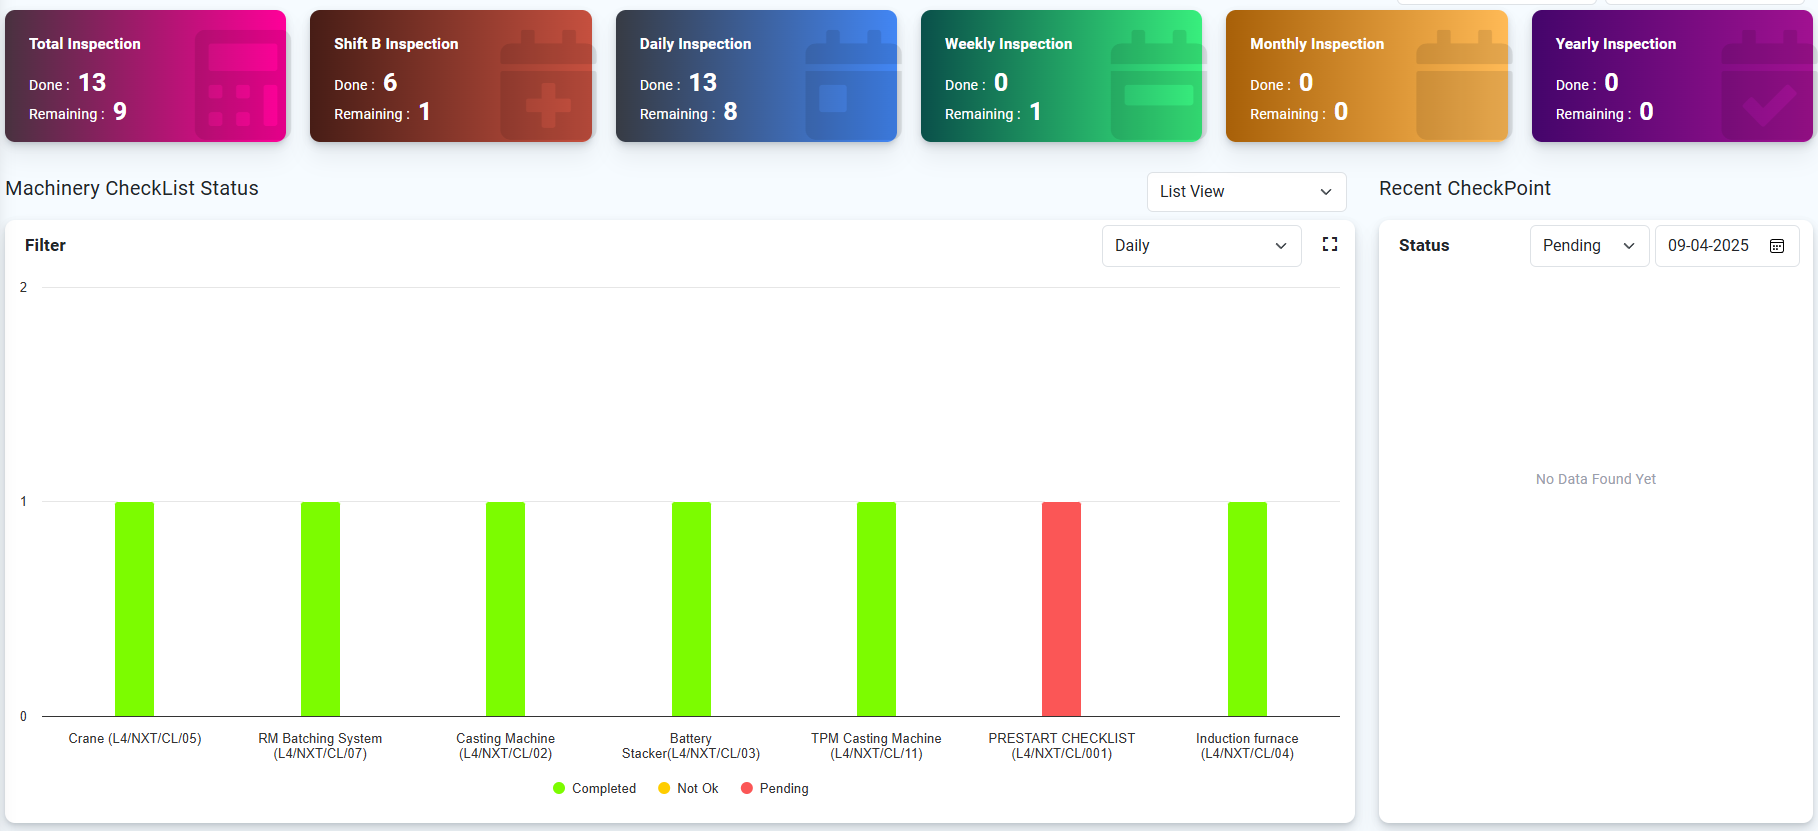 Total Inspection
Done : 13
Remaining : 9
Shift B Inspection
Done : 6
Remaining : 1
Daily Inspection
Done : 13
Remaining : 8
Weekly Inspection
Done : 0
Remaining : 1
Monthly Inspection
Done : 0
Remaining : 0
Yearly Inspection
Done : 0
Remaining : 0
Machinery CheckList Status
List View
Filter
Daily
2
1
0
Crane (L4/NXT/CL/05)
RM Batching System
(L4/NXT/CL/07)
Casting Machine
(L4/NXT/CL/02)
Battery
Stacker(L4/NXT/CL/03)
TPM Casting Machine
(L4/NXT/CL/11)
PRESTART CHECKLIST
(L4/NXT/CL/001)
Induction furnace
(L4/NXT/CL/04)
Completed
Not Ok
Pending
Recent CheckPoint
Status
Pending
09-04-2025
No Data Found Yet